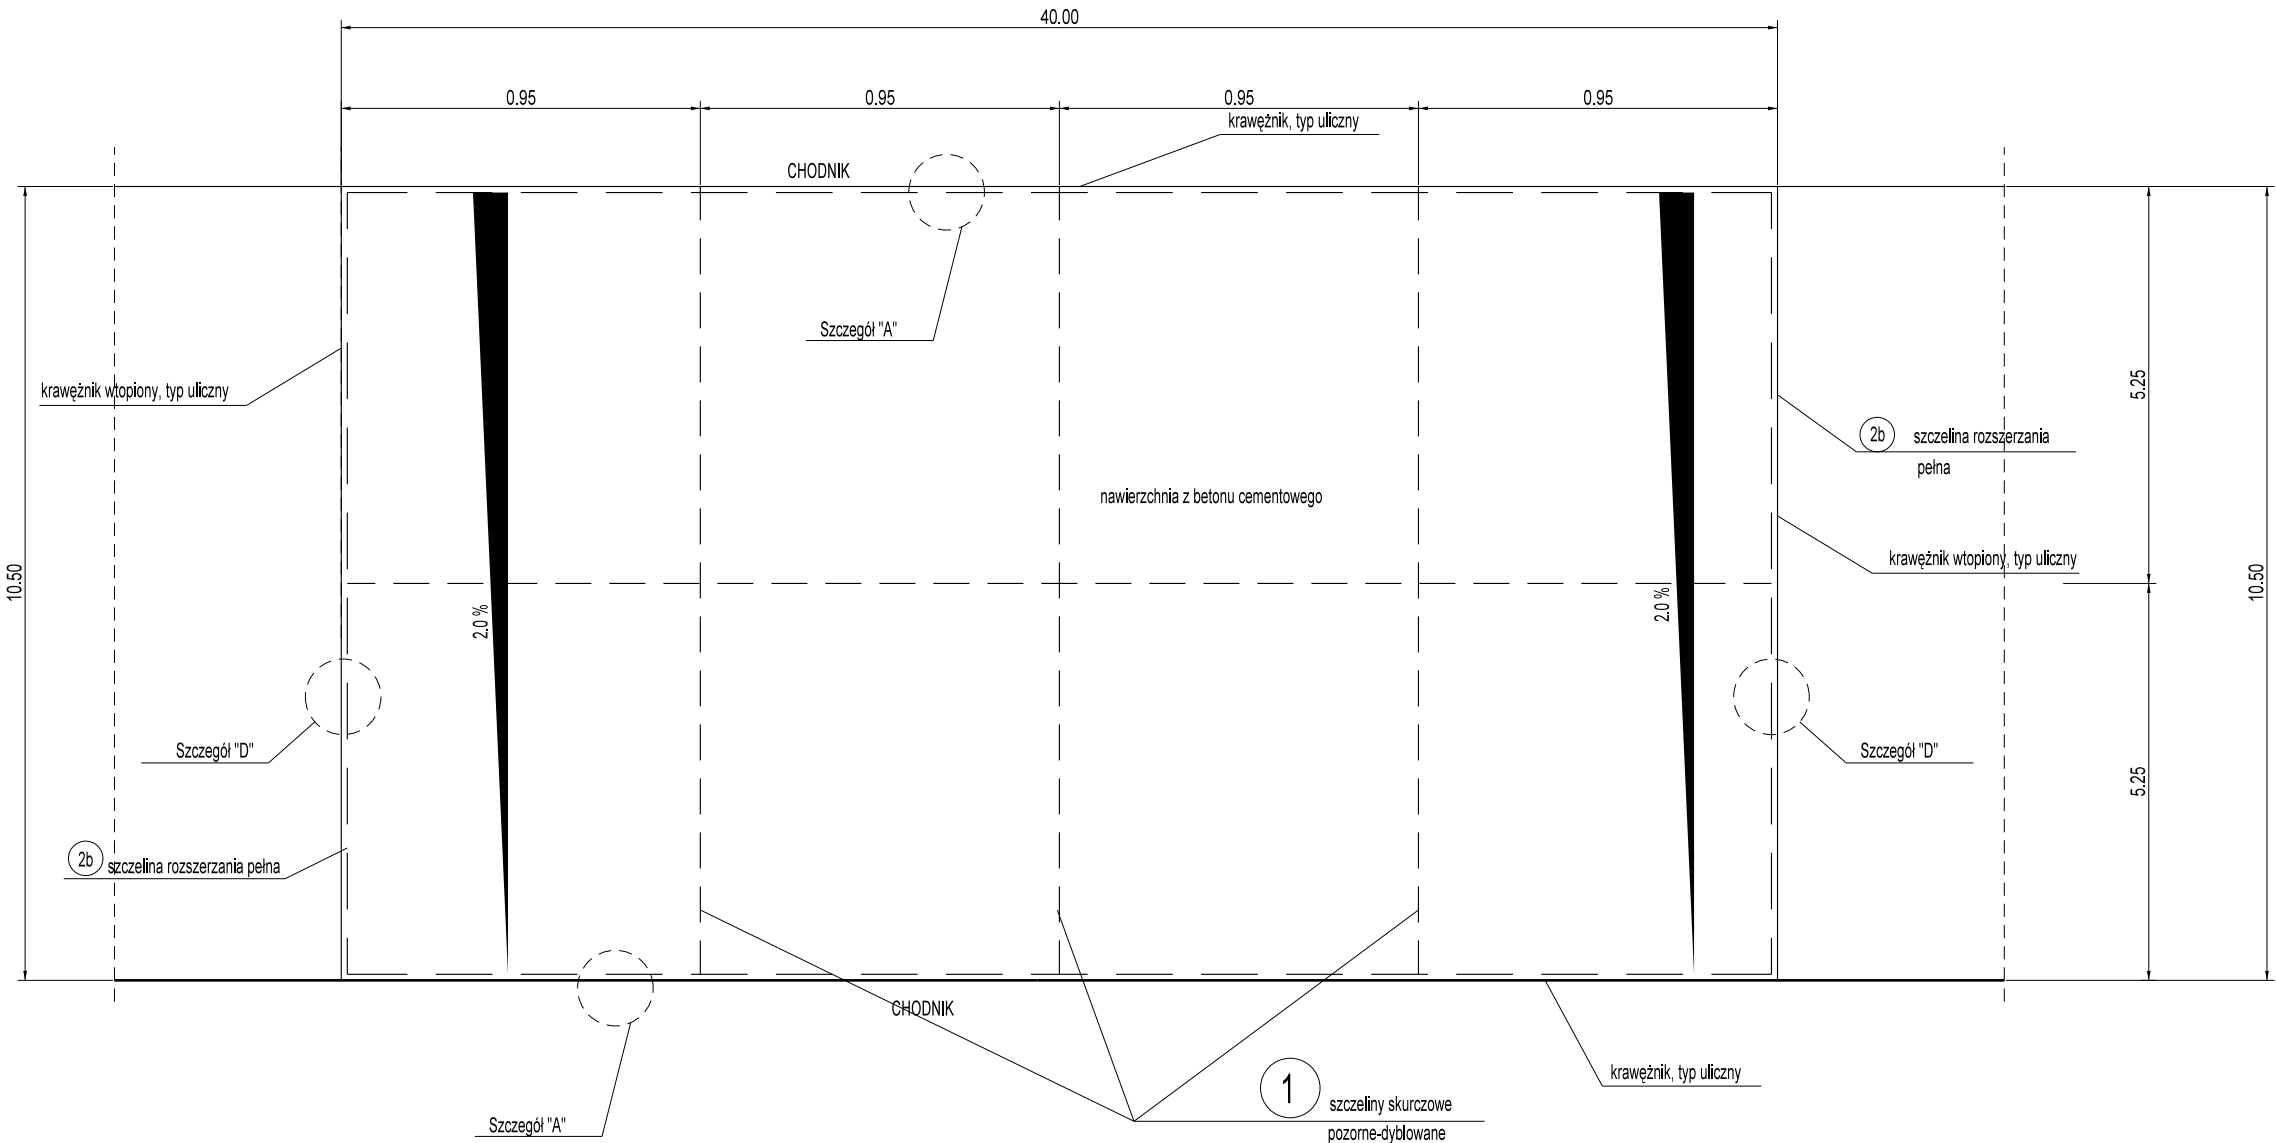 40.00
0.95
0.95
0.95
0.95
krawężnik, typ uliczny
CHODNIK
Szczegół "A"
krawężnik wtopiony, typ uliczny
5.25
2b szczelina rozszerzania
pełna
nawierzchnia z betonu cementowego
krawężnik wtopiony, typ uliczny
10.50
10.50
2.0 %
2.0 %
Szczegół "D"
Szczegół "D"
5.25
2b szczelina rozszerzania pełna
CHODNIK
krawężnik, typ uliczny
1 szczeliny skurczowe
pozorne-dyblowane
Szczegół "A"